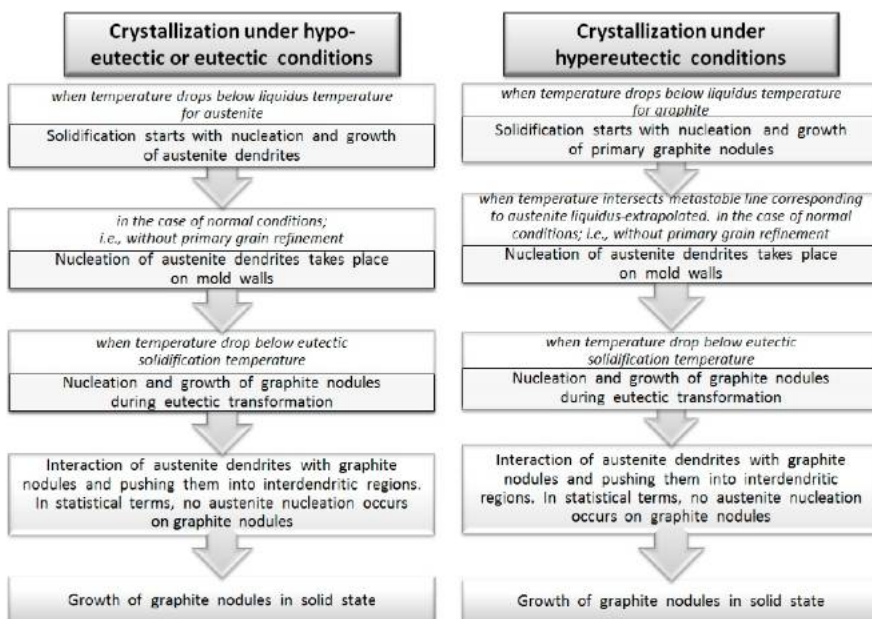 Crystallization under hypo-
eutectic or eutectic conditions
when temperature drops below liquidus temperature
for austenite
Solidification starts with nucleation and growth
of austenite dendrites
in the case of normal conditions;
i.e., without primary grain refinement
Nucleation of austenite dendrites takes place
on mold walls
when temperature drop below eutectic
solidification temperature
Nucleation and growth of graphite nodules
during eutectic transformation
Interaction of austenite dendrites with graphite
nodules and pushing them into interdendritic regions.
In statistical terms, no austenite nucleation occurs
on graphite nodules
Growth of graphite nodules in solid state
Crystallization under
hypereutectic conditions
when temperature drops below liquidus temperature
for graphite
Solidification starts with nucleation and growth
of primary graphite nodules
when temperature intersects metastable line corresponding
to austenite liquidus-extrapolated. In the case of normal
conditions; i.e., without primary grain refinement
Nucleation of austenite dendrites takes place
on mold walls
when temperature drop below eutectic
solidification temperature
Nucleation and growth of graphite nodules
during eutectic transformation
Interaction of austenite dendrites with graphite
nodules and pushing them into interdendritic
regions. In statistical terms, no austenite nucleation
occurs on graphite nodules
Growth of graphite nodules in solid state